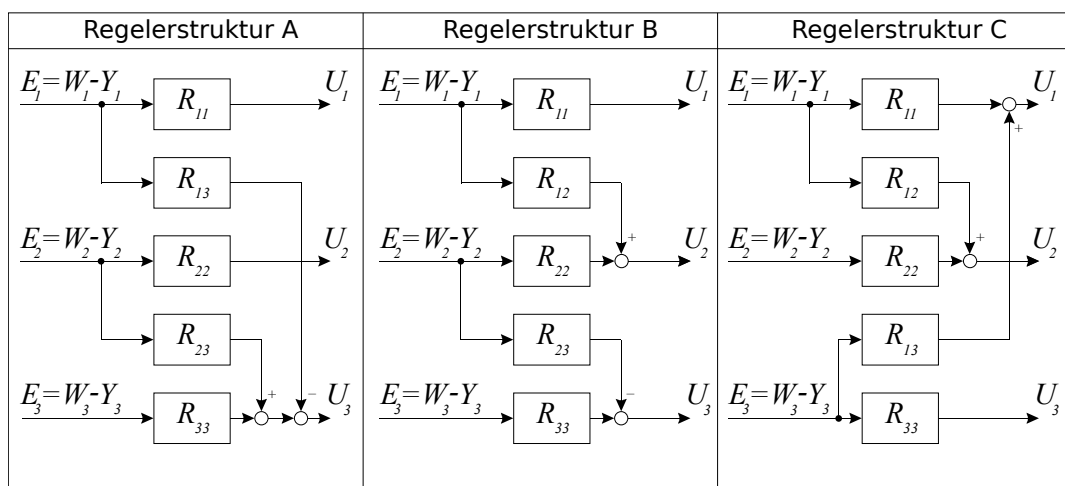 Regelerstruktur A
E₁=W₁-Y₁
U₁
R₁₁
R₁₃
E₂=W₂-Y₂
U₂
R₂₂
R₂₃
E₃=W₃-Y₃
+
−
U₃
R₃₃
Regelerstruktur B
E₁=W₁-Y₁
U₁
R₁₁
R₁₂
E₂=W₂-Y₂
+
U₂
R₂₂
R₂₃
E₃=W₃-Y₃
−
U₃
R₃₃
Regelerstruktur C
E₁=W₁-Y₁
U₁
R₁₁
+
R₁₂
E₂=W₂-Y₂
+
U₂
R₂₂
R₁₃
E₃=W₃-Y₃
U₃
R₃₃